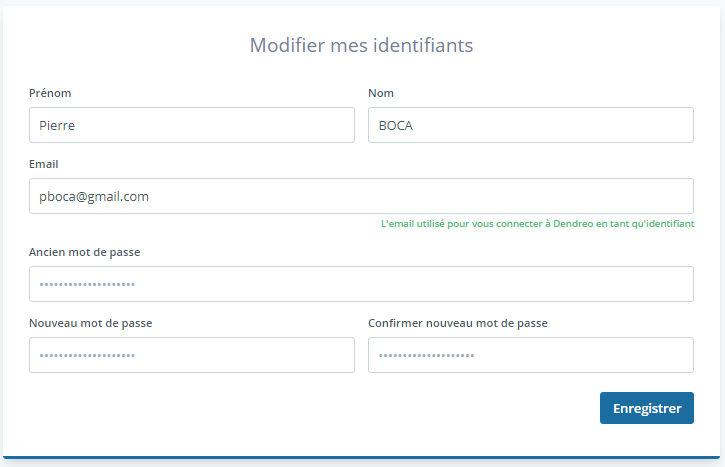 Modifier mes identifiants
Prénom Nom
Pierre BOCA
Email
pboca@gmail.com
L'email utilisé pour vous connecter à Dendreo en tant qu'identifiant
Ancien mot de passe
••••••••••••••••••••
Nouveau mot de passe Confirmer nouveau mot de passe
•••••••••••••••••••• ••••••••••••••••••••
Enregistrer